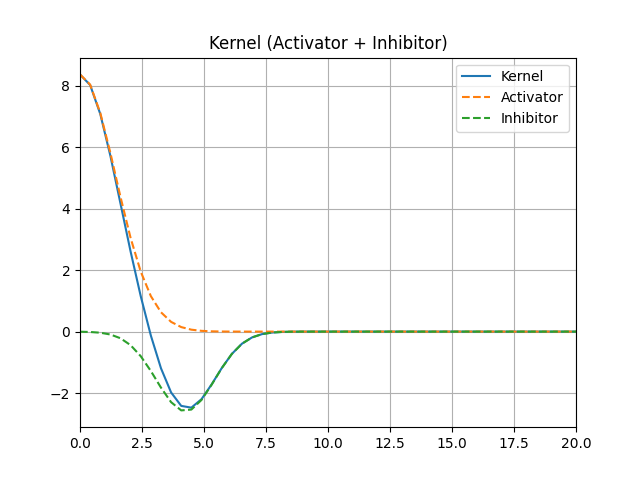 Kernel (Activator + Inhibitor)
Kernel
Activator
Inhibitor
8
6
4
2
0
−2
0.0 2.5 5.0 7.5 10.0 12.5 15.0 17.5 20.0